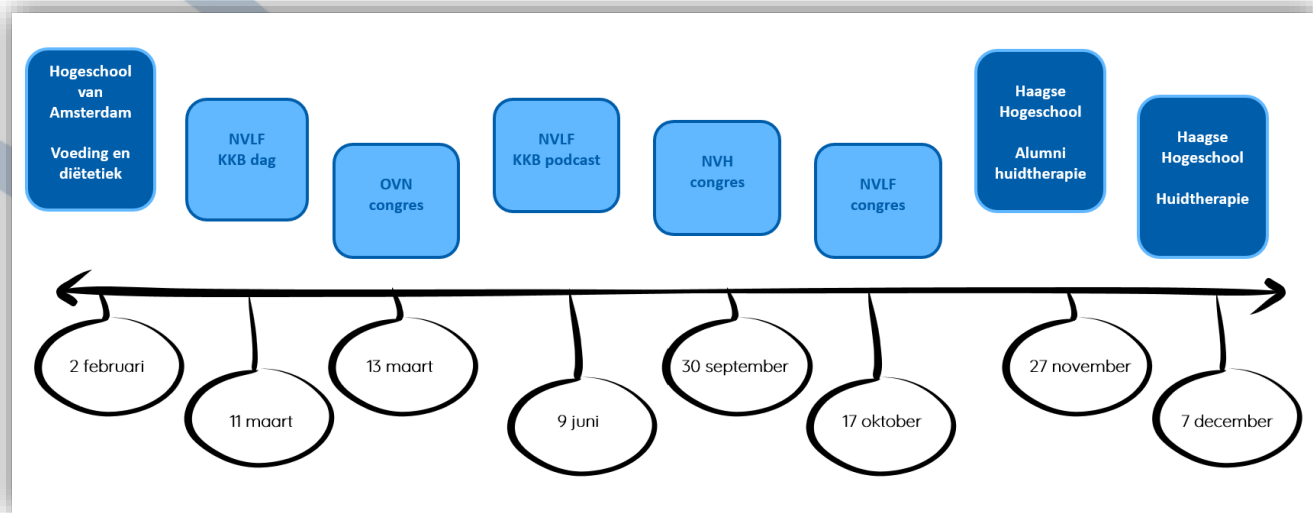 Hogeschool
van
Amsterdam
Voeding en
diëtetiek
NVLF
KKB dag
OVN
congres
NVLF
KKB podcast
NVH
congres
NVLF
congres
Haagse
Hogeschool
Alumni
huidtherapie
Haagse
Hogeschool
Huidtherapie
2 februari
11 maart
13 maart
9 juni
30 september
17 oktober
27 november
7 december